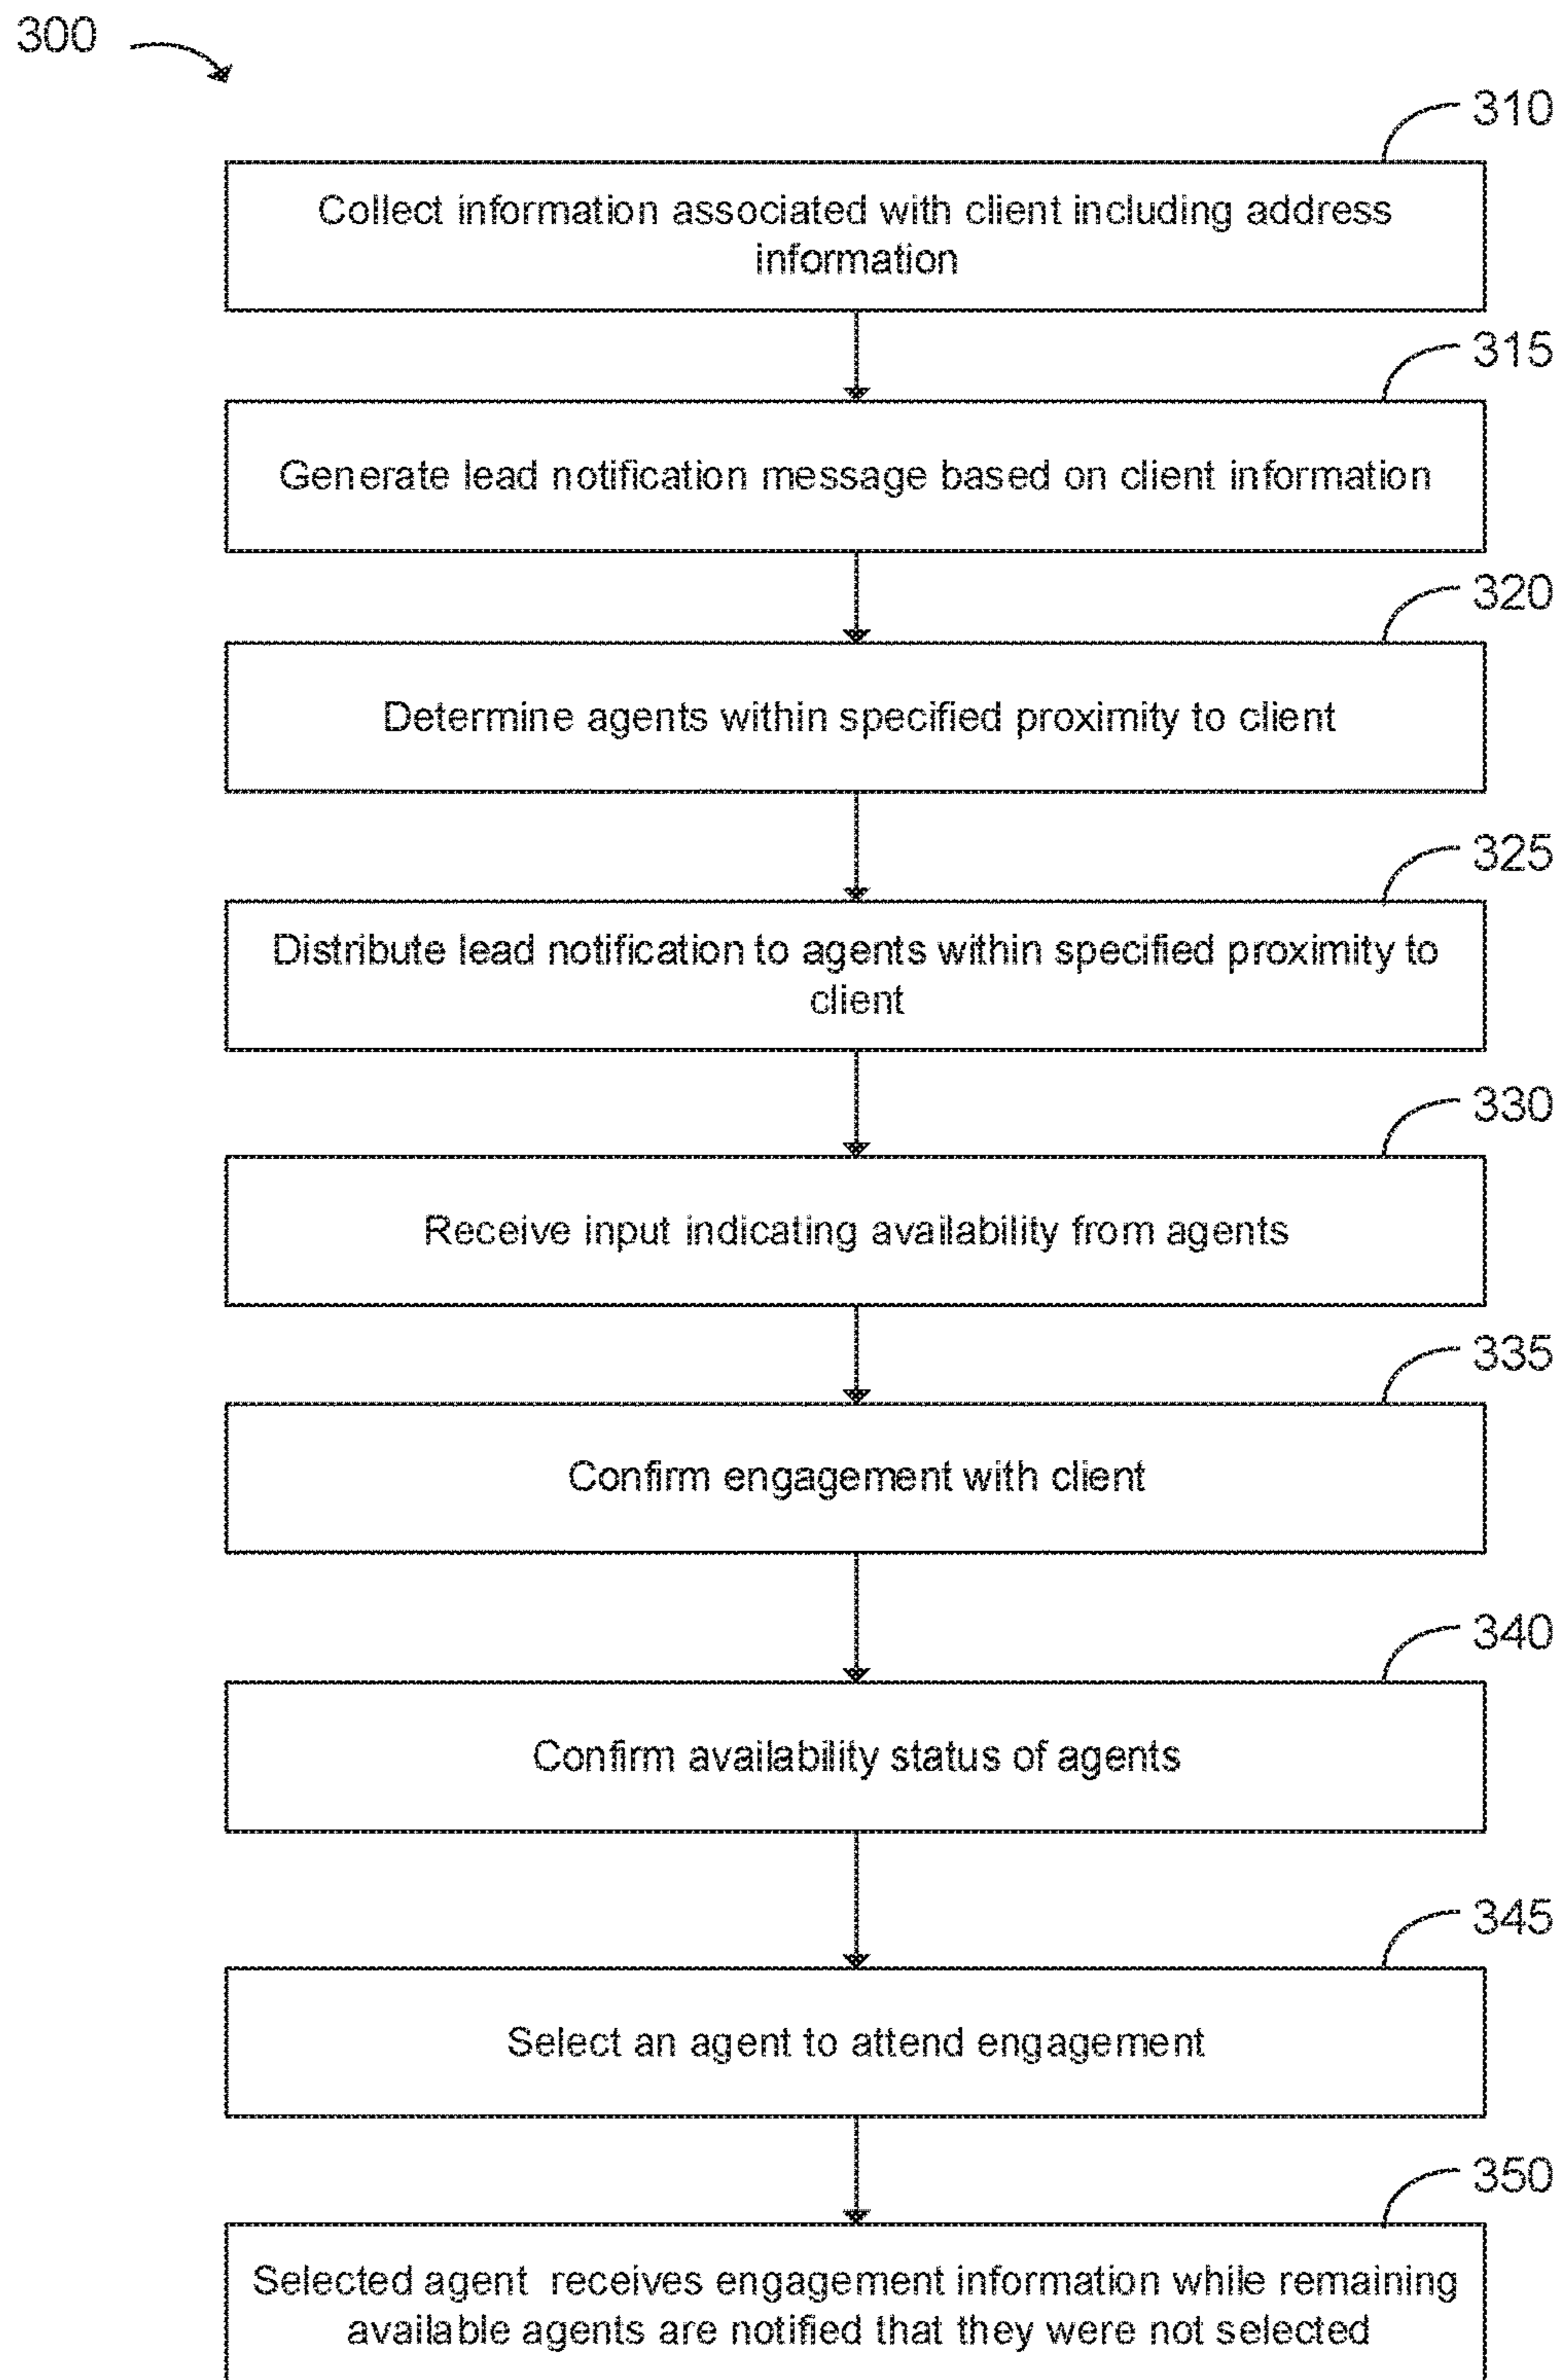 300
310
Collect information associated with client including address
information
315
Generate lead notification message based on client information
320
Determine agents within specified proximity to client
325
Distribute lead notification to agents within specified proximity to
client
330
Receive input indicating availability from agents
335
Confirm engagement with client
340
Confirm availability status of agents
345
Select an agent to attend engagement
350
Selected agent receives engagement information while remaining
available agents are notified that they were not selected